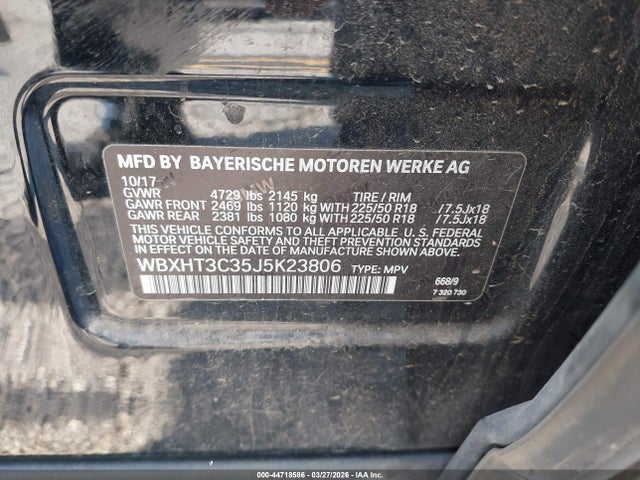 MFD BY BAYERISCHE MOTOREN WERKE AG
10/17
GVWR 4729 lbs 2145 kg TIRE / RIM
GAWR FRONT 2469 lbs 1120 kg WITH 225/50 R18 /7.5Jx18
GAWR REAR 2381 lbs 1080 kg WITH 225/50 R18 /7.5Jx18
THIS VEHICLE CONFORMS TO ALL APPLICABLE U. S. FEDERAL
MOTOR VEHICLE SAFETY, BUMPER, AND THEFT PREVENTION STANDARDS
IN EFFECT ON THE DATE OF MANUFACTURE SHOWN ABOVE.
WBXHT3C35J5K23806 TYPE: MPV
668/9
7 320 730
000-44718586 | 03/27/2026 | IAA Inc.